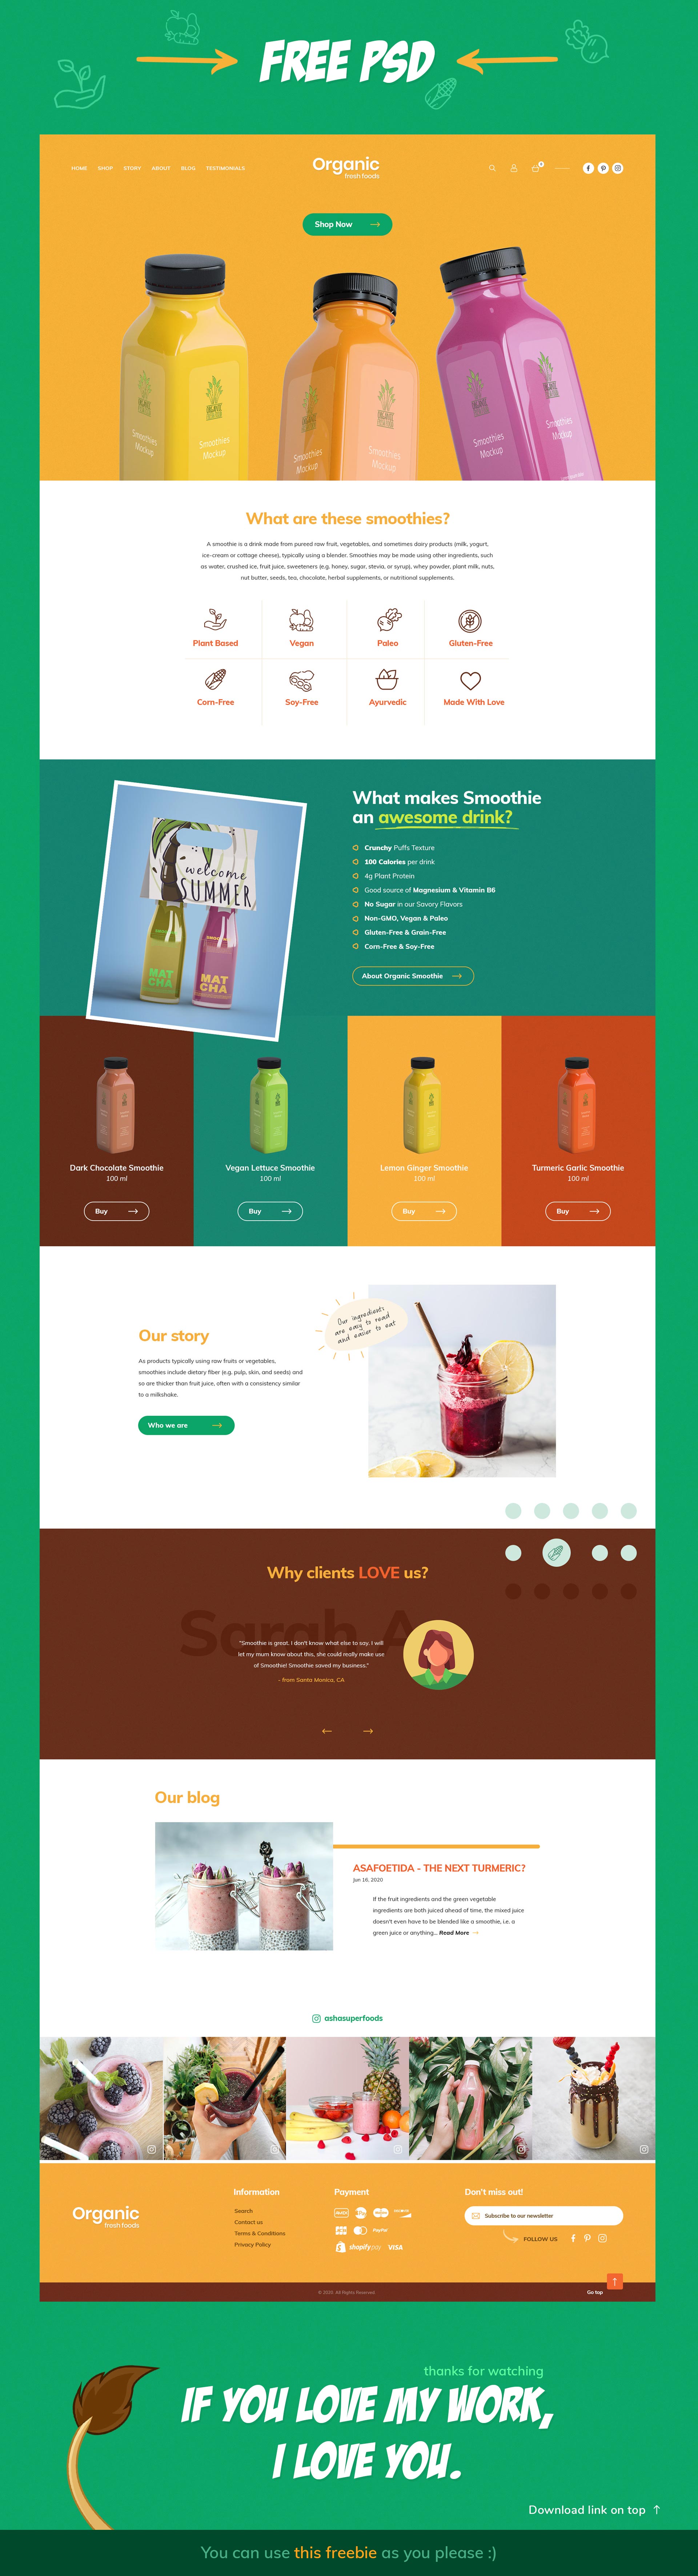 FREE PSD
HOME SHOP STORY ABOUT BLOG TESTIMONIALS
Organic
fresh foods
Shop Now
Smoothies
Mockup
Smoothies
Mockup
Smoothies
Mockup
Smoothies
Mockup
Smoothies
Mockup
Smoothies
Mockup
What are these smoothies?
A smoothie is a drink made from pureed raw fruit, vegetables, and sometimes dairy products (milk, yogurt,
ice-cream or cottage cheese), typically using a blender. Smoothies may be made using other ingredients, such
as water, crushed ice, fruit juice, sweeteners (e.g. honey, sugar, stevia, or syrup), whey powder, plant milk, nuts,
nut butter, seeds, tea, chocolate, herbal supplements, or nutritional supplements.
Plant Based
Vegan
Paleo
Gluten-Free
Corn-Free
Soy-Free
Ayurvedic
Made With Love
welcome
SUMMER
MAT
CHA
MAT
CHA
What makes Smoothie
an awesome drink?
Crunchy Puffs Texture
100 Calories per drink
4g Plant Protein
Good source of Magnesium & Vitamin B6
No Sugar in our Savory Flavors
Non-GMO, Vegan & Paleo
Gluten-Free & Grain-Free
Corn-Free & Soy-Free
About Organic Smoothie
Dark Chocolate Smoothie
100 ml
Buy
Vegan Lettuce Smoothie
100 ml
Buy
Lemon Ginger Smoothie
100 ml
Buy
Turmeric Garlic Smoothie
100 ml
Buy
Our story
As products typically using raw fruits or vegetables,
smoothies include dietary fiber (e.g. pulp, skin, and seeds) and
so are thicker than fruit juice, often with a consistency similar
to a milkshake.
Who we are
Our ingredients
are easy to read
and easier to eat
Why clients LOVE us?
Sarah A
"Smoothie is great. I don't know what else to say. I will
let my mum know about this, she could really make use
of Smoothie! Smoothie saved my business."
- from Santa Monica, CA
Our blog
ASAFOETIDA - THE NEXT TURMERIC?
Jun 16, 2020
If the fruit ingredients and the green vegetable
ingredients are both juiced ahead of time, the mixed juice
doesn't even have to be blended like a smoothie, i.e. a
green juice or anything... Read More
ashasuperfoods
Organic
fresh foods
Information
Search
Contact us
Terms & Conditions
Privacy Policy
Payment
JCB PayPal
shopify pay VISA
Don't miss out!
Subscribe to our newsletter
FOLLOW US
© 2020. All Rights Reserved
Go top
thanks for watching
IF YOU LOVE MY WORK,
I LOVE YOU.
Download link on top
You can use this freebie as you please :)